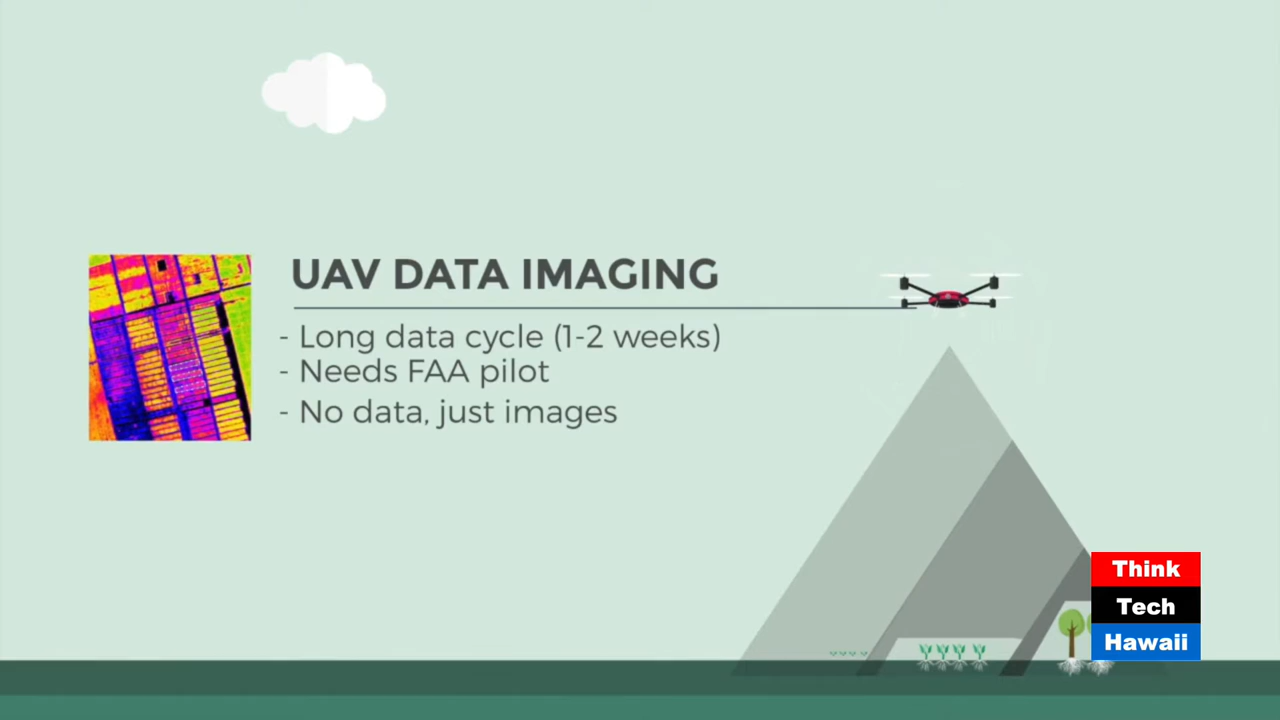 UAV DATA IMAGING
- Long data cycle (1-2 weeks)
- Needs FAA pilot
- No data, just images
Think
Tech
Hawaii